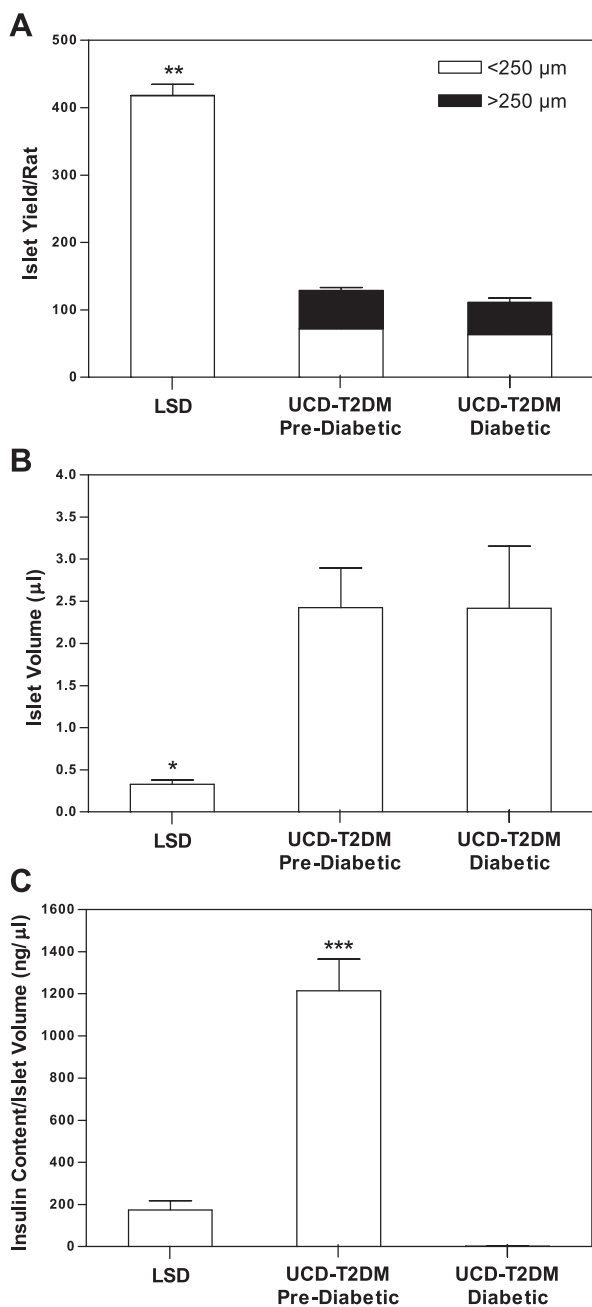 A
500
400
300
200
100
0
Islet Yield/Rat
**
<250 µm
>250 µm
LSD
UCD-T2DM
Pre-Diabetic
UCD-T2DM
Diabetic
B
4.0
3.5
3.0
2.5
2.0
1.5
1.0
0.5
0.0
Islet Volume (µl)
*
LSD
UCD-T2DM
Pre-Diabetic
UCD-T2DM
Diabetic
C
1600
1400
1200
1000
800
600
400
200
0
Insulin Content/Islet Volume (ng/µl)
***
LSD
UCD-T2DM
Pre-Diabetic
UCD-T2DM
Diabetic